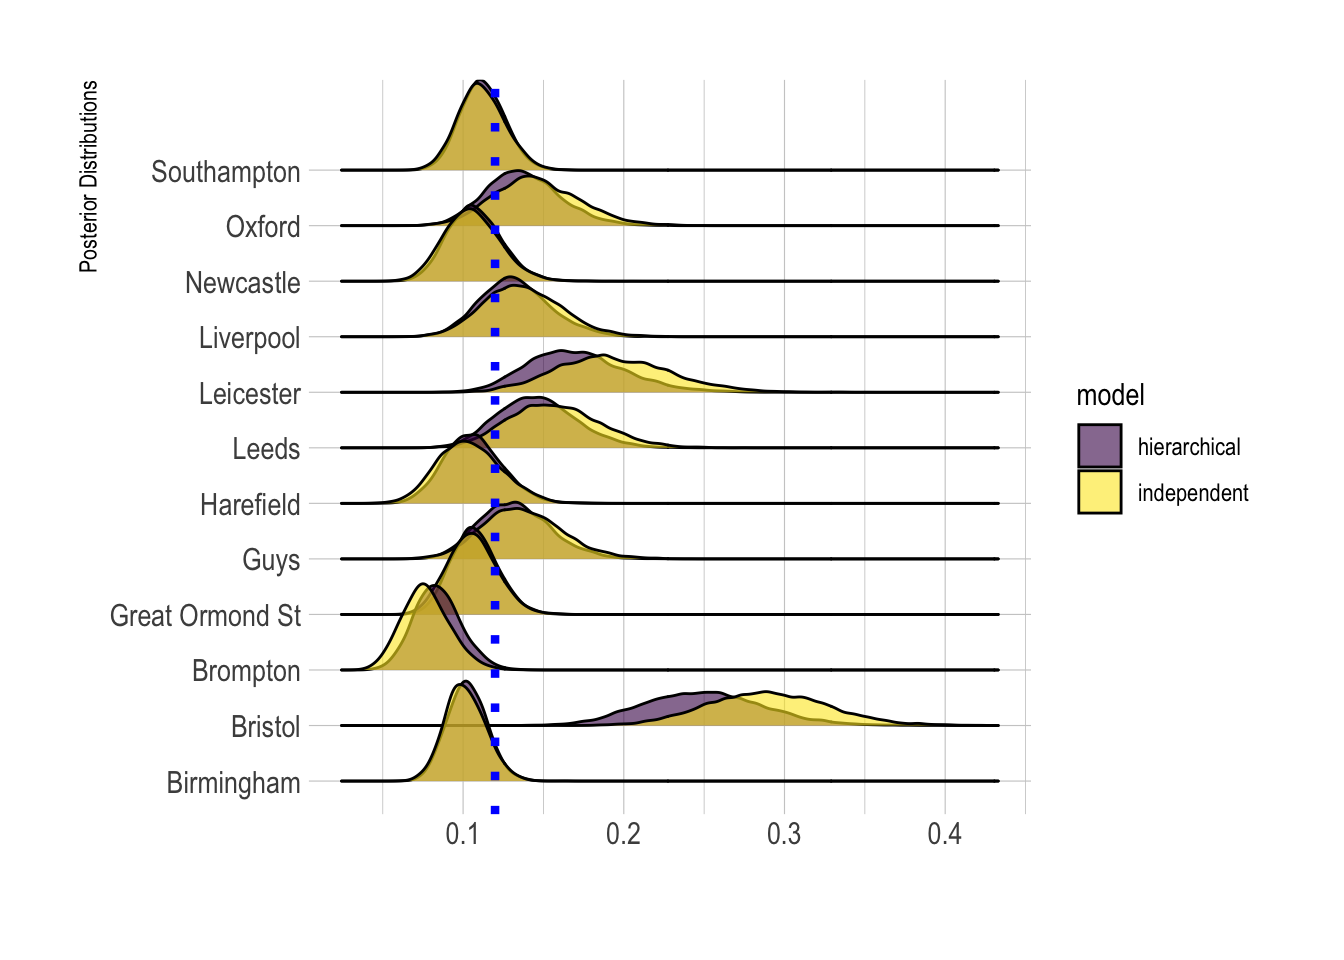 Posterior Distributions
Southampton
Oxford
Newcastle
Liverpool
Leicester
Leeds
Harefield
Guys
Great Ormond St
Brompton
Bristol
Birmingham
0.1 0.2 0.3 0.4
model
hierarchical
independent